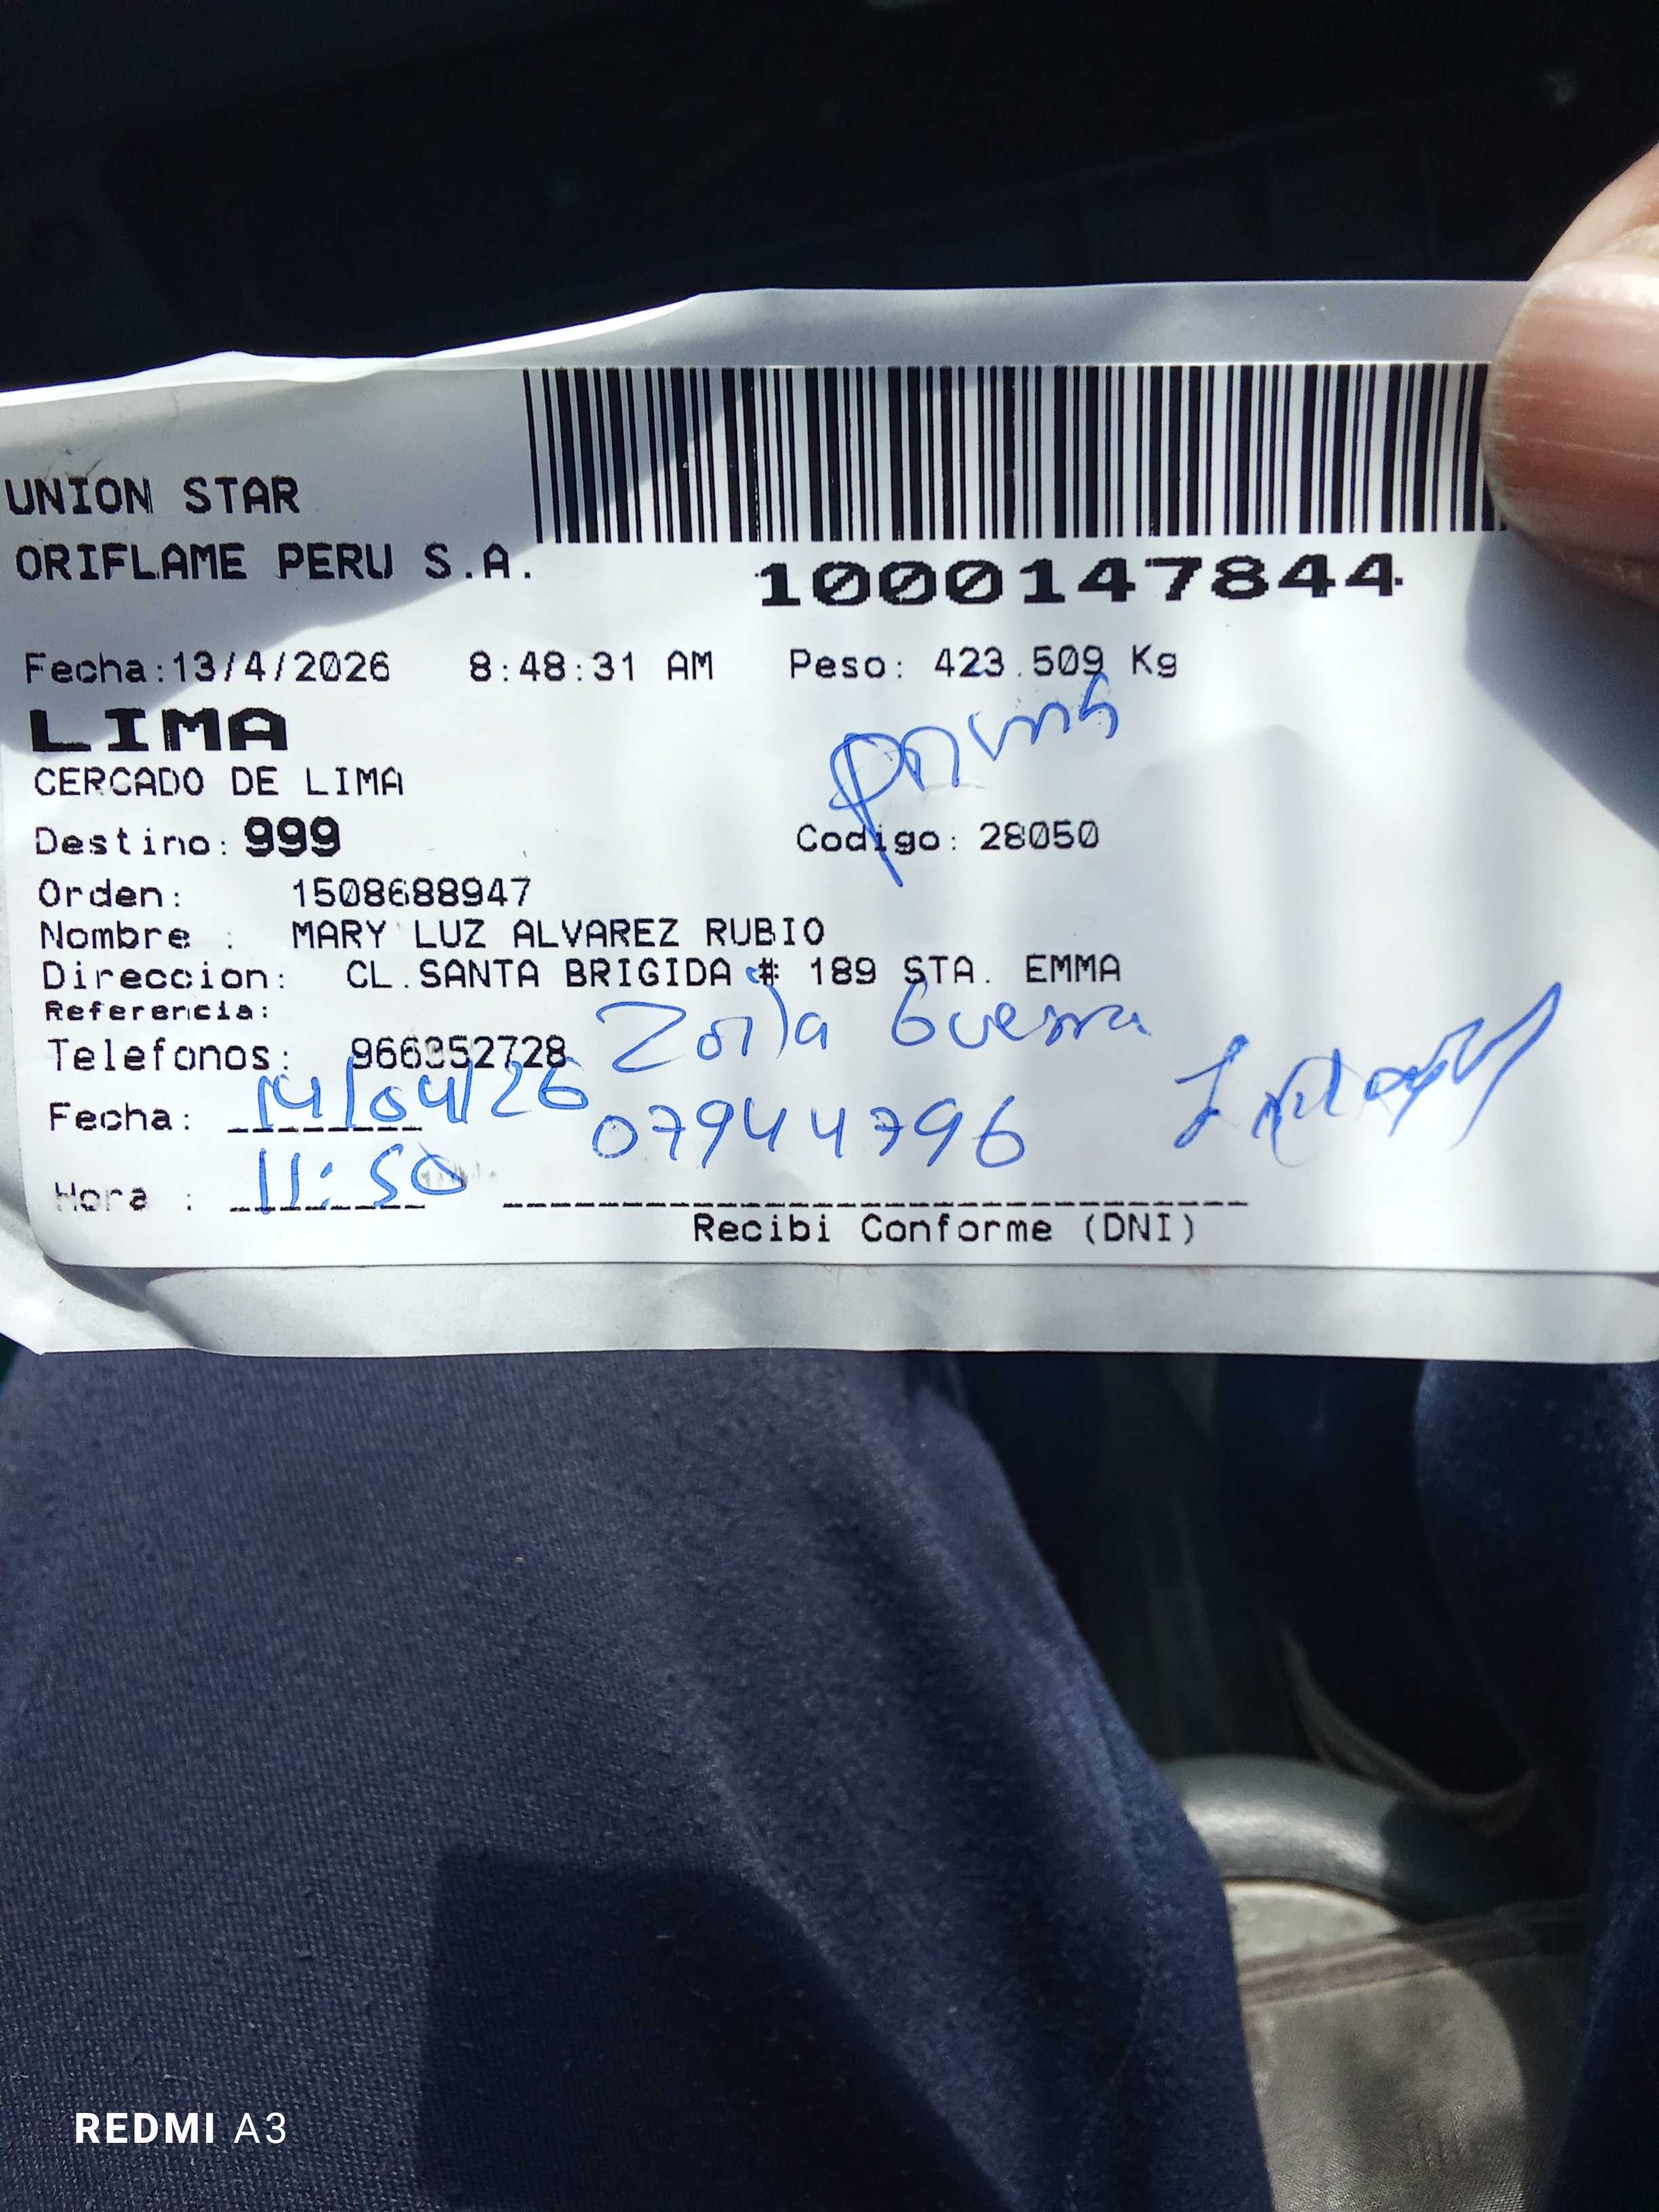 UNION STAR
ORIFLAME PERU S.A.
1000147844
Fecha:13/4/2026 8:48:31 AM Peso: 423.509 Kg
LIMA
prima
CERCADO DE LIMA
Destino: 999 Codigo: 28050
Orden: 1508688947
Nombre : MARY LUZ ALVAREZ RUBIO
Direccion: CL.SANTA BRIGIDA # 189 STA. EMMA
Referencia:
Zoila Guerra
Telefonos: 966352728
Fecha: 14/04/26 07944796
Hora : 11:50
Recibi Conforme (DNI)
REDMI A3